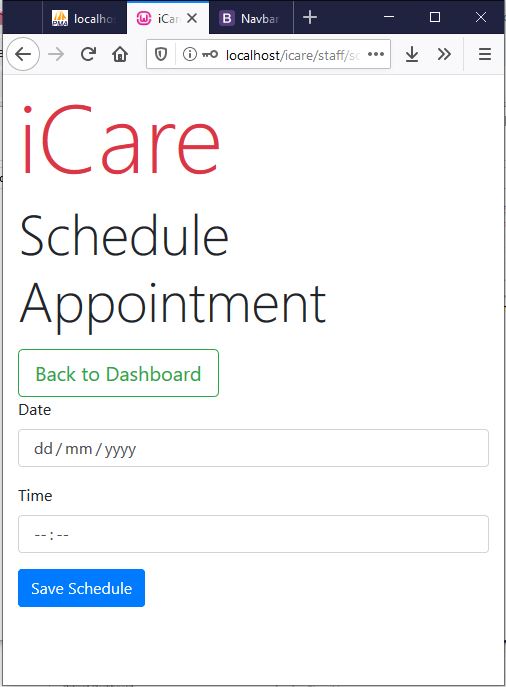 localhos
iCare
Navbar
localhost/icare/staff/sc
iCare
Schedule
Appointment
Back to Dashboard
Date
dd / mm / yyyy
Time
-- : --
Save Schedule